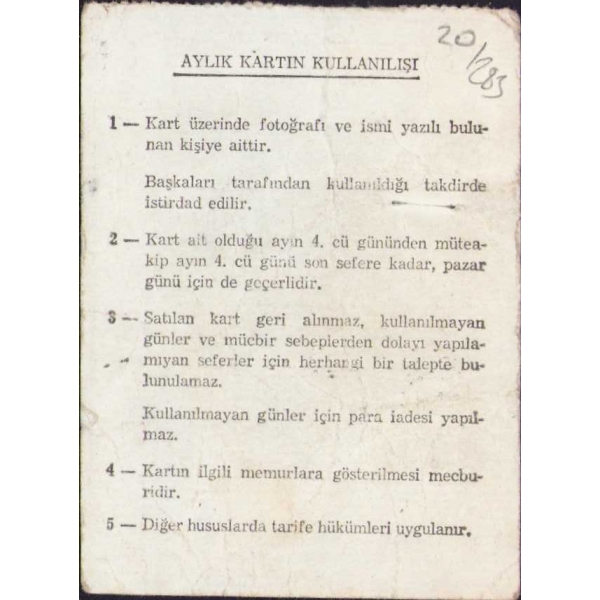 20/285
AYLIK KARTIN KULLANILIŞI
1 — Kart üzerinde fotoğrafı ve ismi yazılı bulu-
nan kişiye aittir.
Başkaları tarafından kullanıldığı takdirde
istirdad edilir.
2 — Kart ait olduğu ayın 4. cü gününden mütea-
kip ayın 4. cü günü son sefere kadar, pazar
günü için de geçerlidir.
3 — Satılan kart geri alınmaz, kullanılmayan
günler ve mücbir sebeplerden dolayı yapıla-
mıyan seferler için herhangi bir talepte bu-
lunulamaz.
Kullanılmayan günler için para iadesi yapıl-
maz.
4 — Kartın ilgili memurlara gösterilmesi mecbu-
ridir.
5 — Diğer hususlarda tarife hükümleri uygulanır.